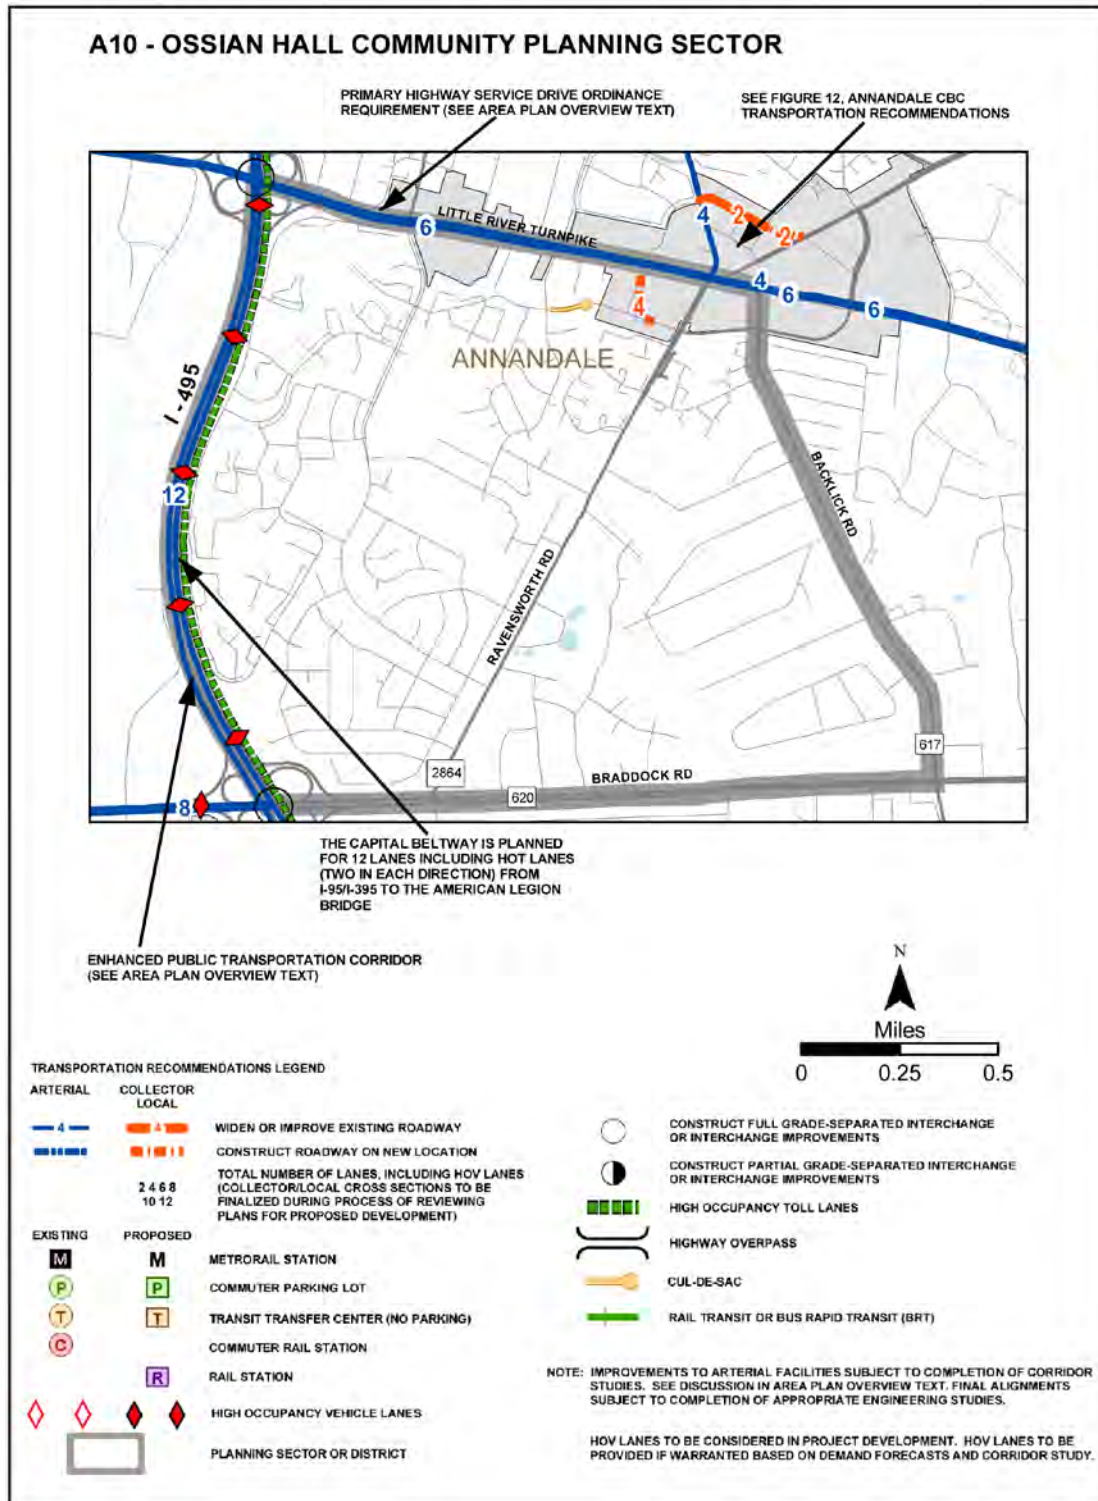 A10 - OSSIAN HALL COMMUNITY PLANNING SECTOR
PRIMARY HIGHWAY SERVICE DRIVE ORDINANCE
REQUIREMENT (SEE AREA PLAN OVERVIEW TEXT)
SEE FIGURE 12, ANNANDALE CBC
TRANSPORTATION RECOMMENDATIONS
LITTLE RIVER TURNPIKE
6
4
2
2
4
6
6
4
ANNANDALE
I - 495
12
BACKLICK RD
RAVENSWORTH RD
617
2864
BRADDOCK RD
620
8
THE CAPITAL BELTWAY IS PLANNED
FOR 12 LANES INCLUDING HOT LANES
(TWO IN EACH DIRECTION) FROM
I-95/I-395 TO THE AMERICAN LEGION
BRIDGE
ENHANCED PUBLIC TRANSPORTATION CORRIDOR
(SEE AREA PLAN OVERVIEW TEXT)
N
Miles
0 0.25 0.5
TRANSPORTATION RECOMMENDATIONS LEGEND
ARTERIAL COLLECTOR
LOCAL
4 4 WIDEN OR IMPROVE EXISTING ROADWAY
CONSTRUCT ROADWAY ON NEW LOCATION
2 4 6 8
10 12
TOTAL NUMBER OF LANES, INCLUDING HOV LANES
(COLLECTOR/LOCAL CROSS SECTIONS TO BE
FINALIZED DURING PROCESS OF REVIEWING
PLANS FOR PROPOSED DEVELOPMENT)
EXISTING PROPOSED
M M METRORAIL STATION
P P COMMUTER PARKING LOT
T T TRANSIT TRANSFER CENTER (NO PARKING)
C COMMUTER RAIL STATION
R RAIL STATION
HIGH OCCUPANCY VEHICLE LANES
PLANNING SECTOR OR DISTRICT
CONSTRUCT FULL GRADE-SEPARATED INTERCHANGE
OR INTERCHANGE IMPROVEMENTS
CONSTRUCT PARTIAL GRADE-SEPARATED INTERCHANGE
OR INTERCHANGE IMPROVEMENTS
HIGH OCCUPANCY TOLL LANES
HIGHWAY OVERPASS
CUL-DE-SAC
RAIL TRANSIT OR BUS RAPID TRANSIT (BRT)
NOTE: IMPROVEMENTS TO ARTERIAL FACILITIES SUBJECT TO COMPLETION OF CORRIDOR
STUDIES. SEE DISCUSSION IN AREA PLAN OVERVIEW TEXT. FINAL ALIGNMENTS
SUBJECT TO COMPLETION OF APPROPRIATE ENGINEERING STUDIES.
HOV LANES TO BE CONSIDERED IN PROJECT DEVELOPMENT. HOV LANES TO BE
PROVIDED IF WARRANTED BASED ON DEMAND FORECASTS AND CORRIDOR STUDY.